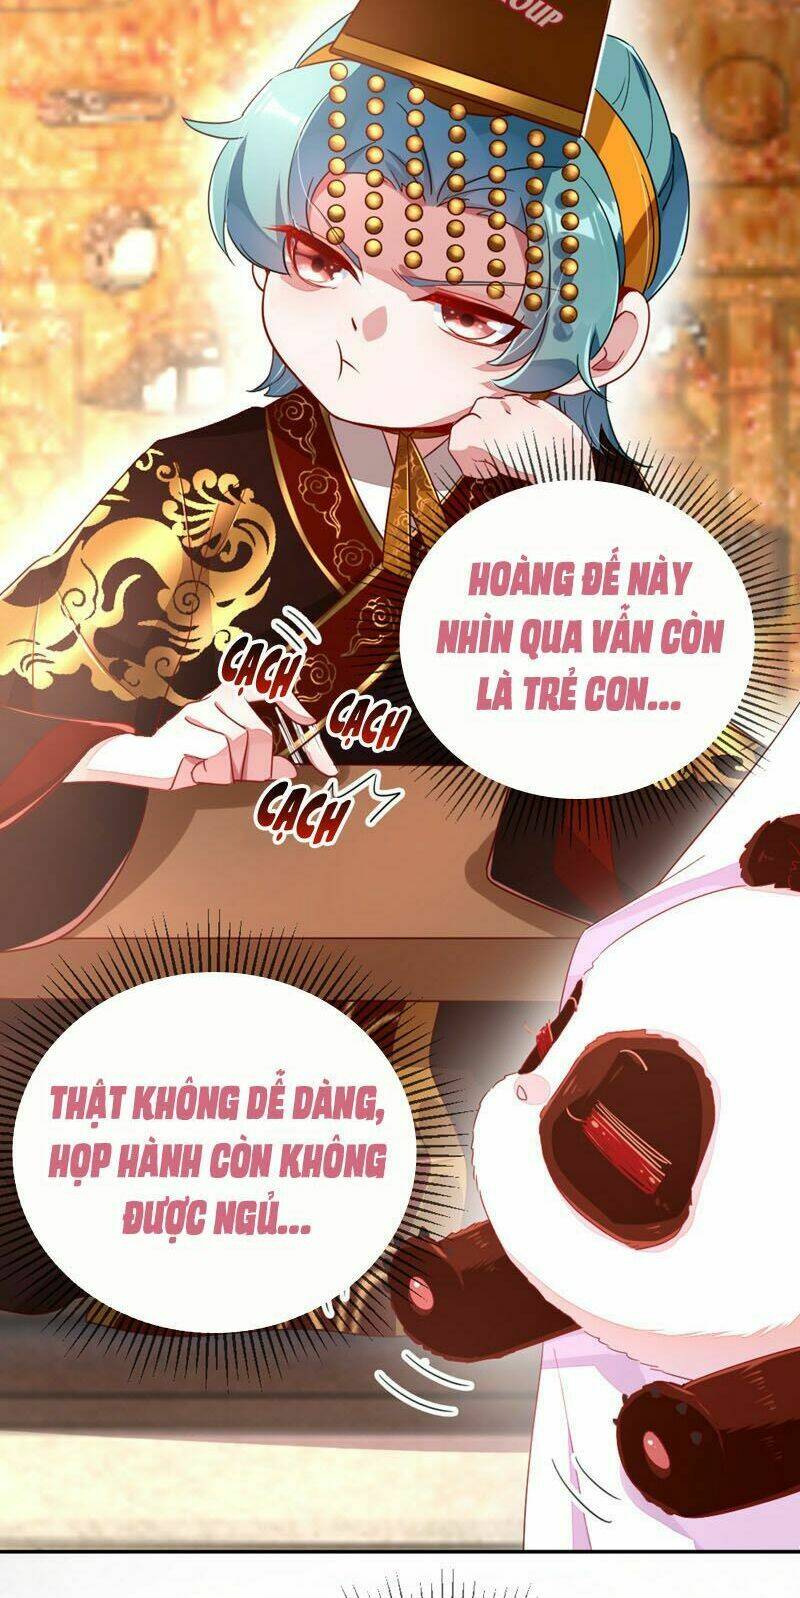 ROUP
HOÀNG ĐẾ NÀY
NHÌN QUA VẪN CÒN
LÀ TRẺ CON...
CẠCH
CẠCH
CẠCH
THẬT KHÔNG DỄ DÀNG,
HỌP HÀNH CÒN KHÔNG
ĐƯỢC NGỦ...